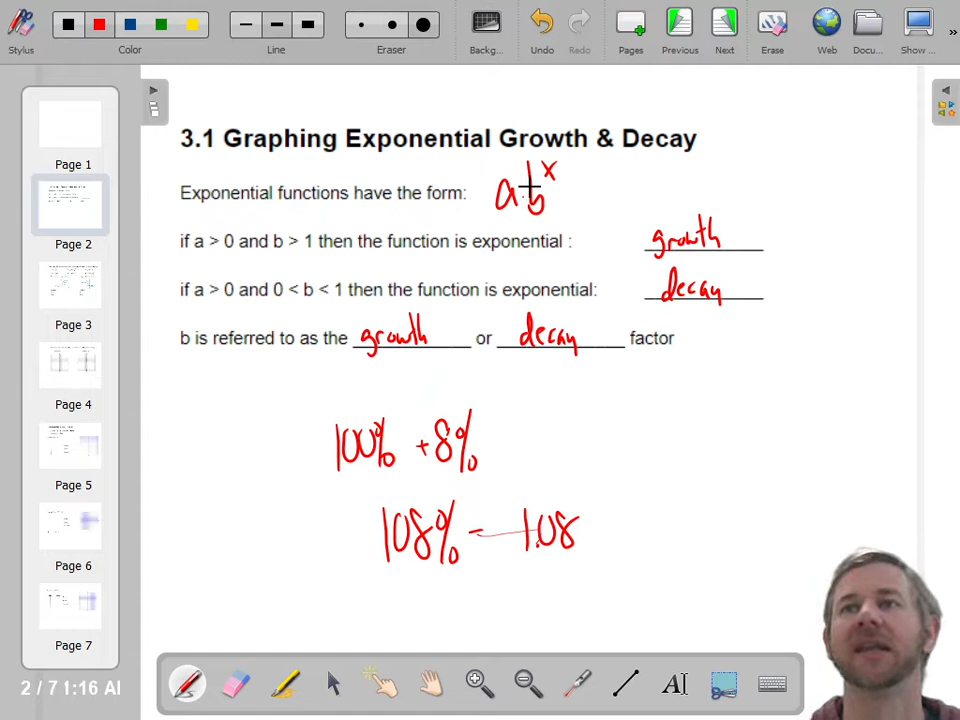 Stylus
Color
Line
Eraser
Backg...
Undo
Redo
Pages
Previous
Next
Erase
Web
Docu...
Show ...
»
Page 1
Page 2
Page 3
Page 4
Page 5
Page 6
Page 7
2 / 7 1:16 AM
3.1 Graphing Exponential Growth & Decay
Exponential functions have the form: ab^x
if a > 0 and b > 1 then the function is exponential : growth
if a > 0 and 0 < b < 1 then the function is exponential: decay
b is referred to as the growth or decay factor
100% + 8%
108% = 1.08